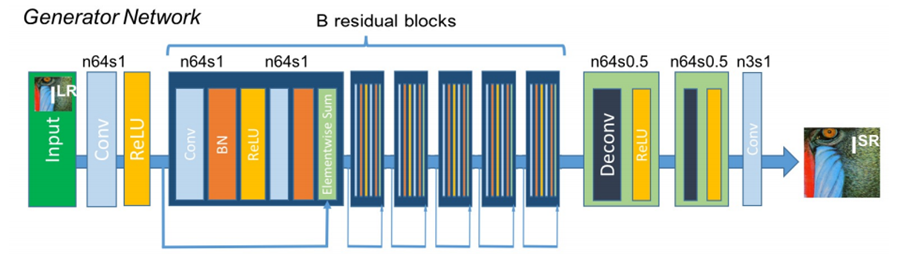 Generator Network
B residual blocks
n64s1
n64s1
n64s1
n64s0.5
n64s0.5
n3s1
I LR
Input
Conv
ReLU
Conv
BN
ReLU
Elementwise Sum
Deconv
ReLU
Conv
I SR